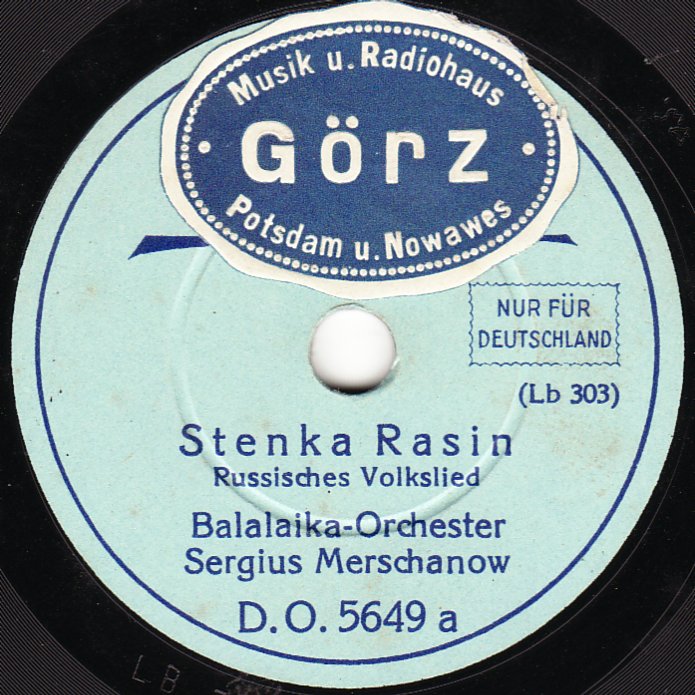 Musik u. Radiohaus
Görz
Potsdam u. Nowawes
NUR FÜR
DEUTSCHLAND
(Lb 303)
Stenka Rasin
Russisches Volkslied
Balalaika-Orchester
Sergius Merschanow
D.O. 5649 a
LB